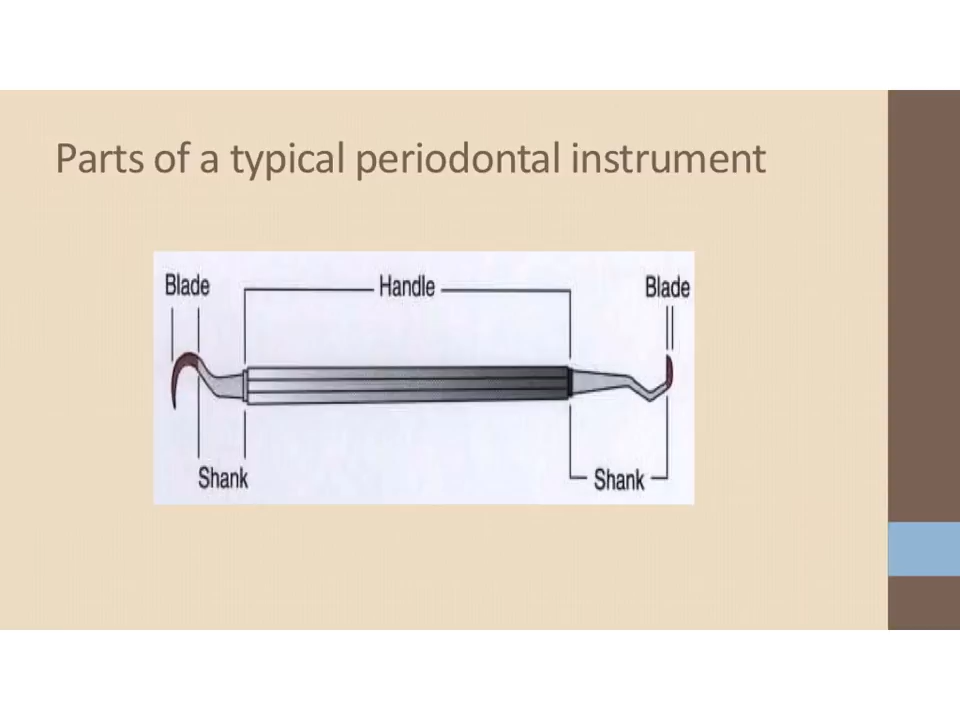 Parts of a typical periodontal instrument
Blade
Handle
Blade
Shank
Shank